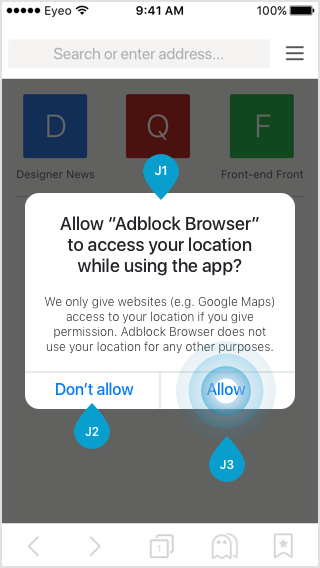 Eyeo 9:41 AM 100%
Search or enter address...
D Q F
J1
Designer News Front-end Front
Allow “Adblock Browser”
to access your location
while using the app?
We only give websites (e.g. Google Maps)
access to your location if you give
permission. Adblock Browser does not
use your location for any other purposes.
Don’t allow Allow
J2
J3
1